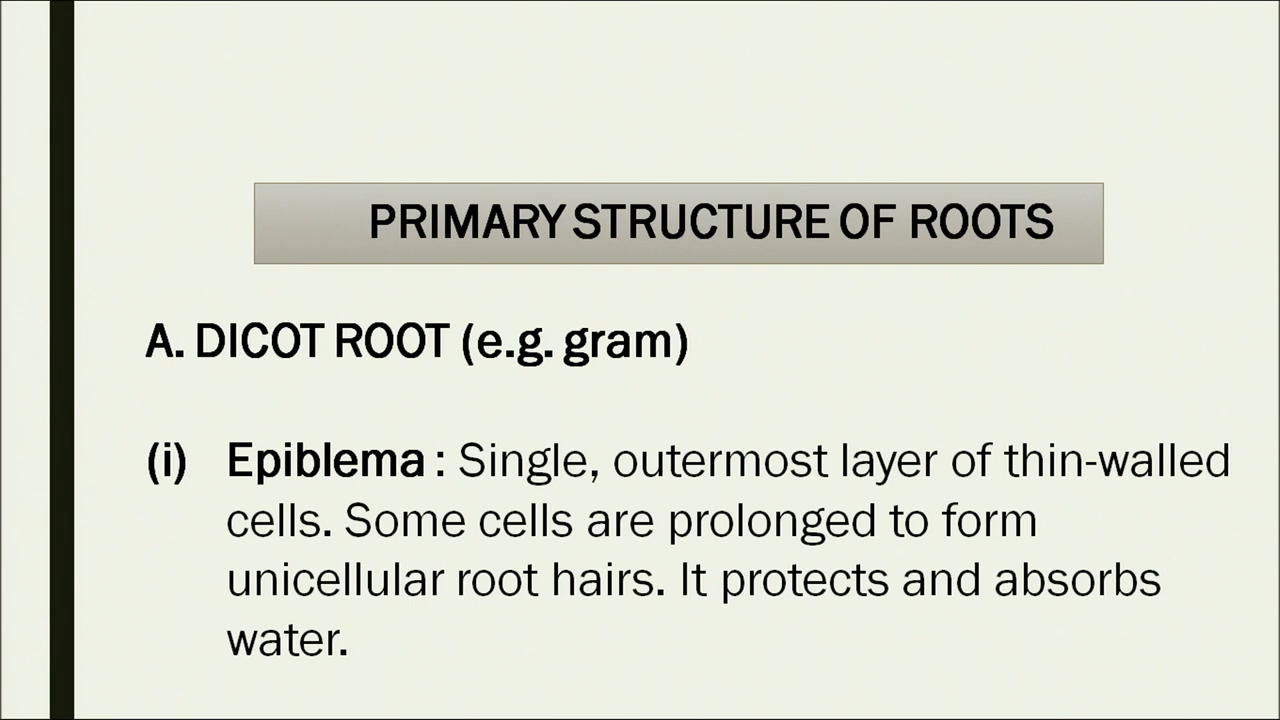 PRIMARY STRUCTURE OF ROOTS
A. DICOT ROOT (e.g. gram)
(i) Epiblema : Single, outermost layer of thin-walled
cells. Some cells are prolonged to form
unicellular root hairs. It protects and absorbs
water.